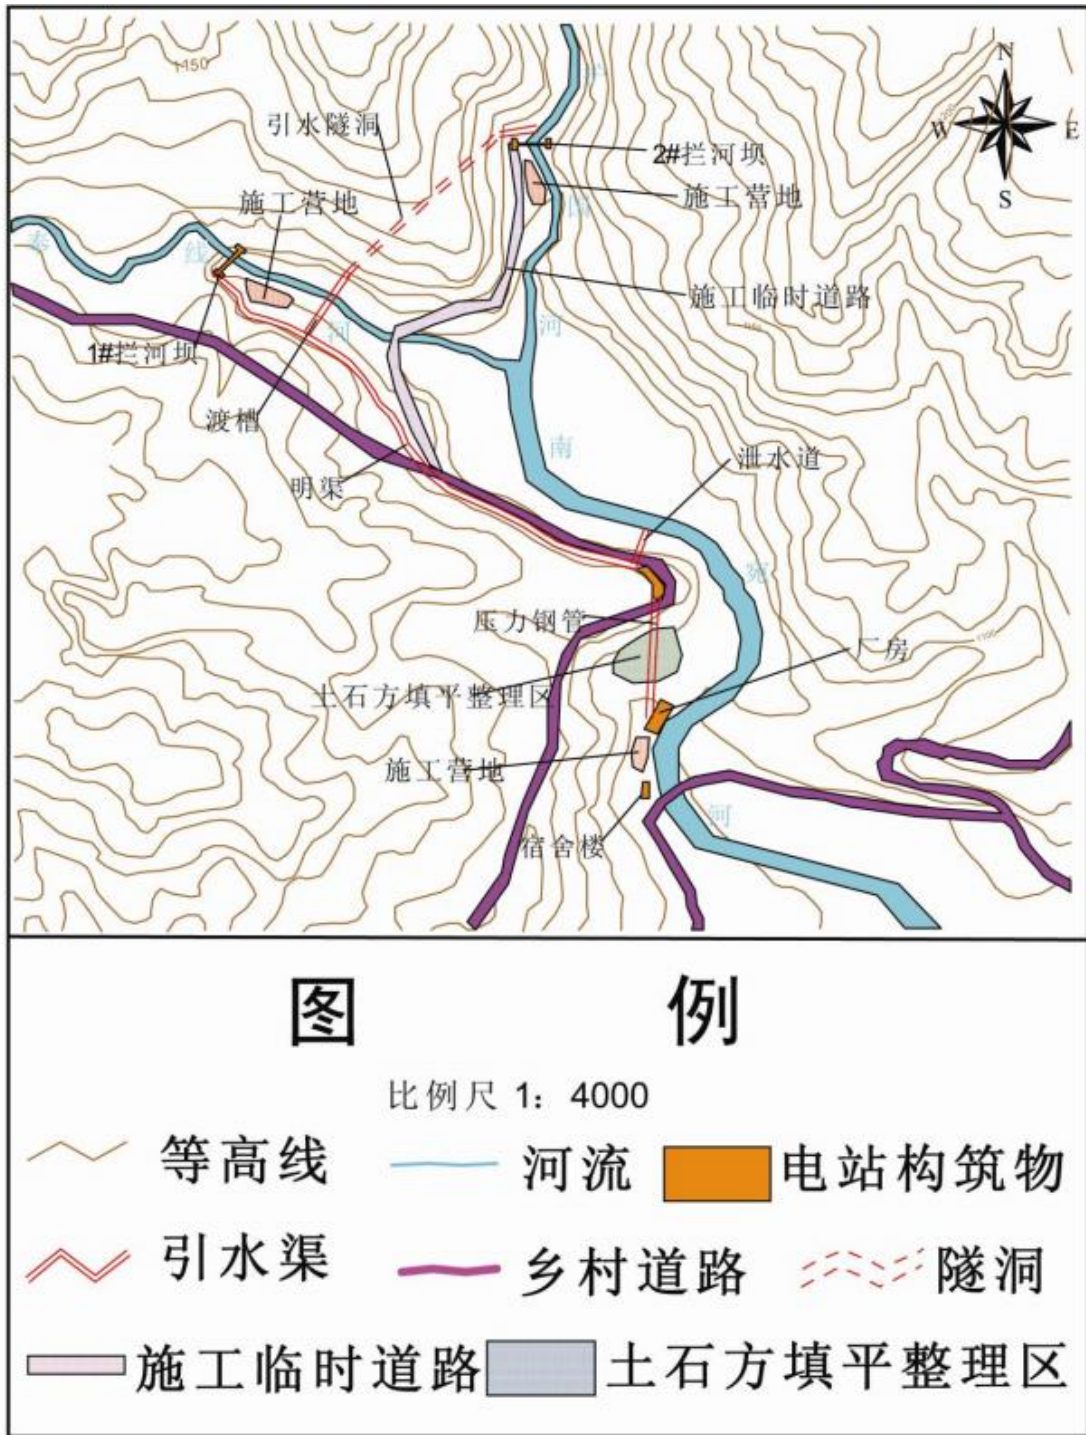 1150
N
1200
W
E
S
引水隧洞
2#拦河坝
施工营地
施工营地
施工临时道路
泰
线
河
1#拦河坝
渡槽
明渠
河
南
泄水道
宛
压力钢管
厂房
1100
土石方填平整理区
施工营地
宿舍楼
河
图 例
比例尺 1: 4000
等高线
河流
电站构筑物
引水渠
乡村道路
隧洞
施工临时道路
土石方填平整理区